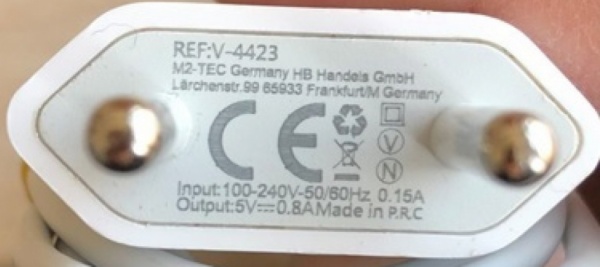 REF:V-4423
M2-TEC Germany HB Handels GmbH
Lärchenstr.99 65933 Frankfurt/M Germany
CE
V
N
Input:100-240V-50/60Hz 0.15A
Output:5V⎓0.8A Made in P.R.C